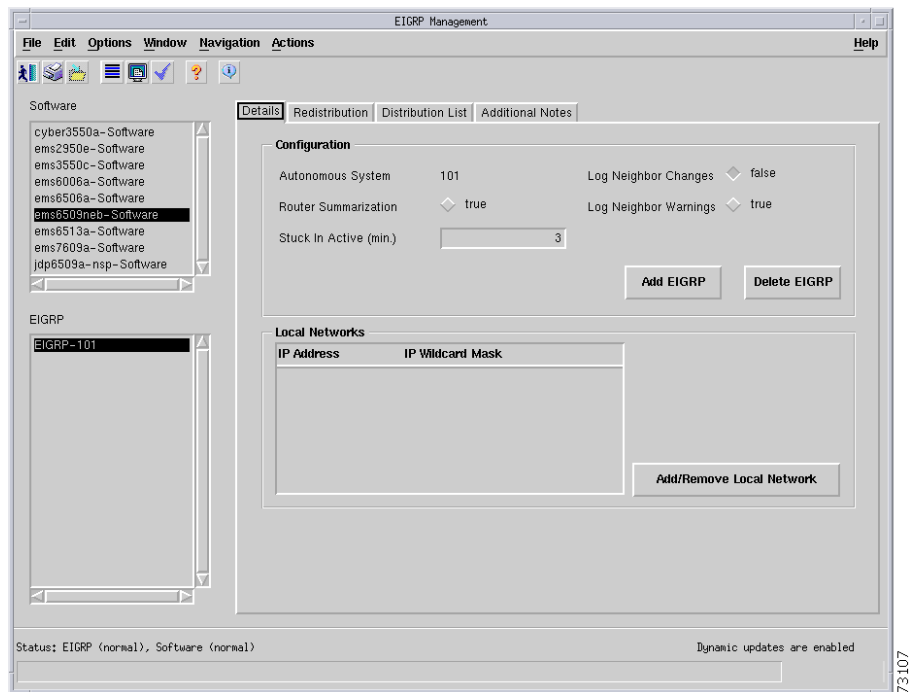 EIGRP Management
File Edit Options Window Navigation Actions Help
Software
cyber3550a-Software
ems2950e-Software
ems3550c-Software
ems6006a-Software
ems6506a-Software
ems6509neb-Software
ems6513a-Software
ems7609a-Software
jdp6509a-nsp-Software
EIGRP
EIGRP-101
Details Redistribution Distribution List Additional Notes
Configuration
Autonomous System 101 Log Neighbor Changes false
Router Summarization true Log Neighbor Warnings true
Stuck In Active (min.) 3
Add EIGRP Delete EIGRP
Local Networks
IP Address IP Wildcard Mask
Add/Remove Local Network
Status: EIGRP (normal), Software (normal) Dynamic updates are enabled
73107